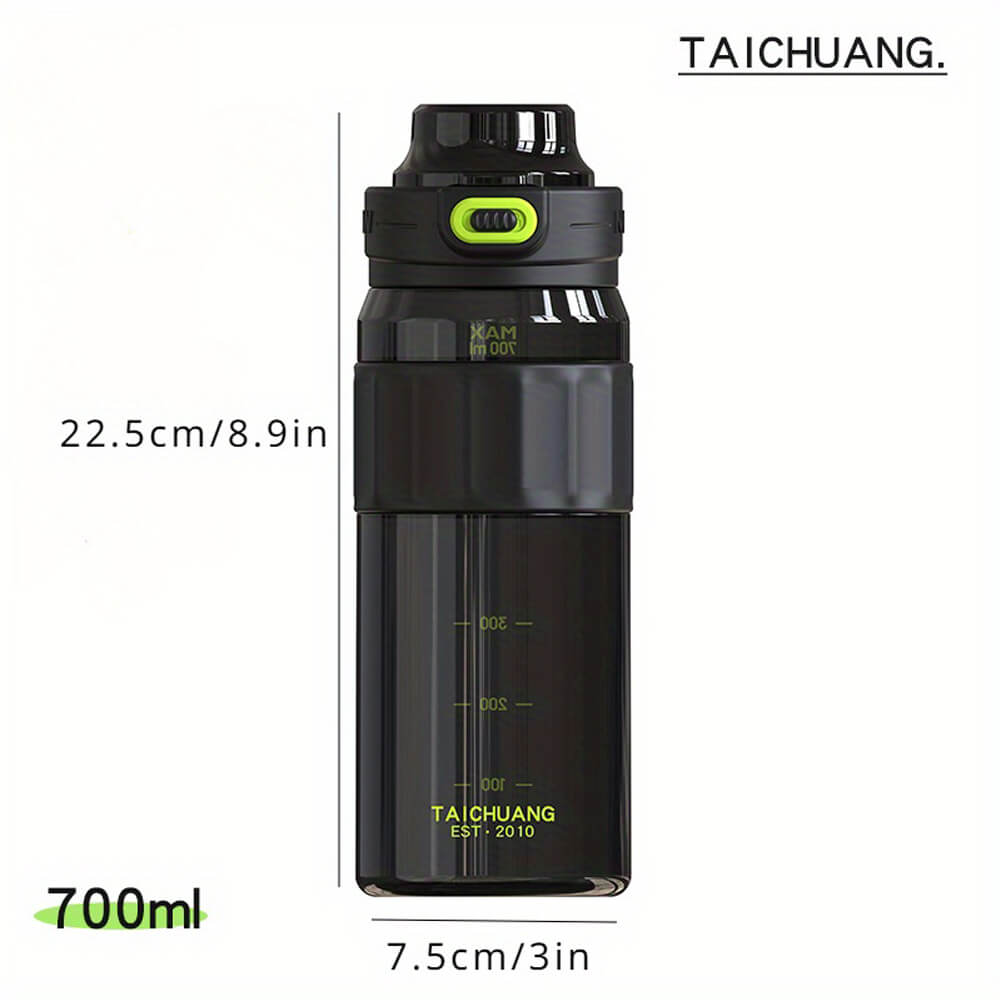 TAICHUANG.
MAX
700 ml
22.5cm/8.9in
300
200
100
TAICHUANG
EST · 2010
700ml
7.5cm/3in